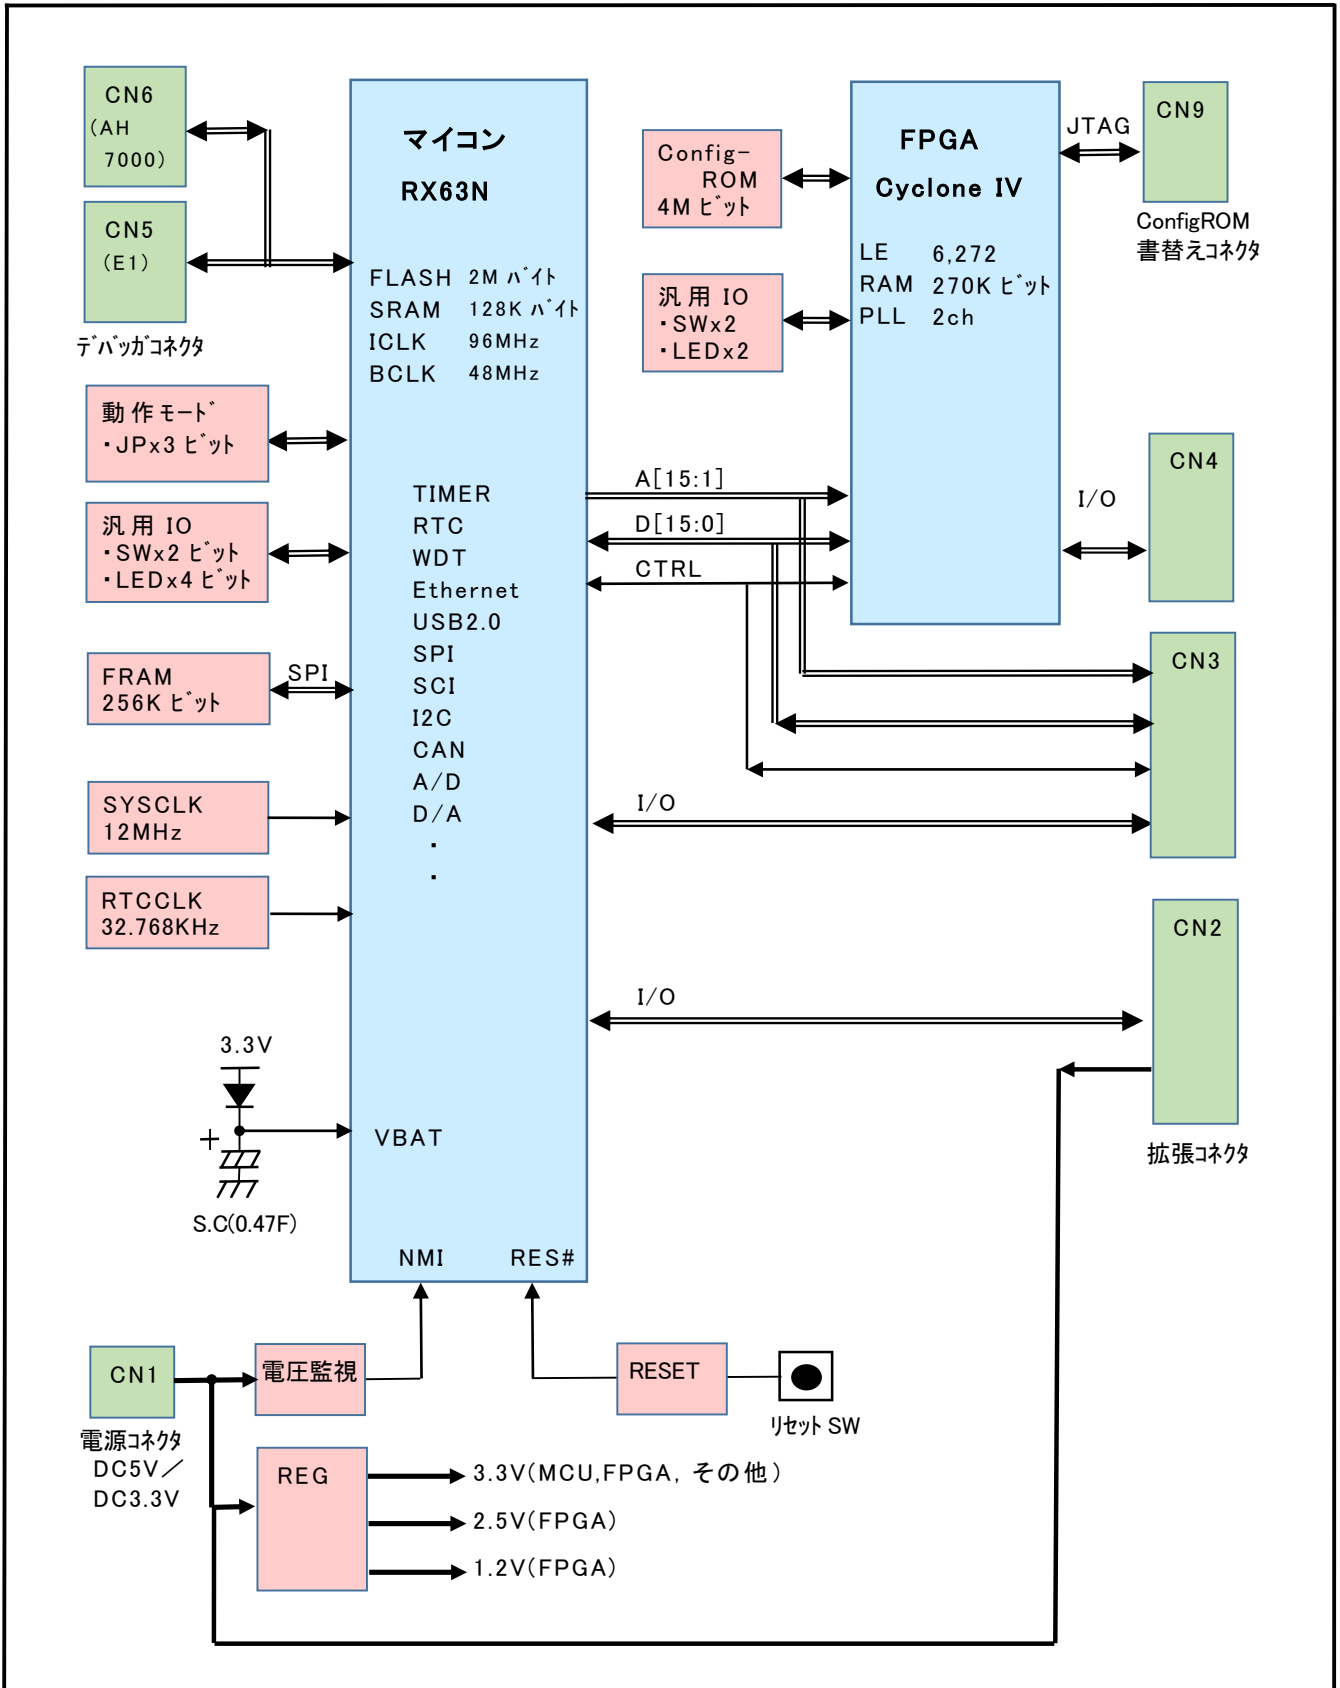 CN6
(AH
7000)
CN5
(E1)
ﾃﾞﾊﾞｯｶﾞｺﾈｸﾀ
動作ﾓｰﾄﾞ
・JPx3 ﾋﾞｯﾄ
汎用 IO
・SWx2 ﾋﾞｯﾄ
・LEDx4 ﾋﾞｯﾄ
FRAM
256K ﾋﾞｯﾄ
SPI
SYSCLK
12MHz
RTCCLK
32.768KHz
3.3V
+
S.C(0.47F)
マイコン
RX63N
FLASH 2M ﾊﾞｲﾄ
SRAM 128K ﾊﾞｲﾄ
ICLK 96MHz
BCLK 48MHz
TIMER
RTC
WDT
Ethernet
USB2.0
SPI
SCI
I2C
CAN
A/D
D/A
・
・
VBAT
NMI RES#
Config-
ROM
4M ﾋﾞｯﾄ
汎用 IO
・SWx2
・LEDx2
FPGA
Cyclone IV
LE 6,272
RAM 270K ﾋﾞｯﾄ
PLL 2ch
JTAG
CN9
ConfigROM
書替えｺﾈｸﾀ
A[15:1]
D[15:0]
CTRL
I/O
CN4
CN3
I/O
CN2
I/O
拡張ｺﾈｸﾀ
CN1
電源ｺﾈｸﾀ
DC5V／
DC3.3V
電圧監視
RESET
ﾘｾｯﾄ SW
REG
3.3V(MCU,FPGA, その他)
2.5V(FPGA)
1.2V(FPGA)